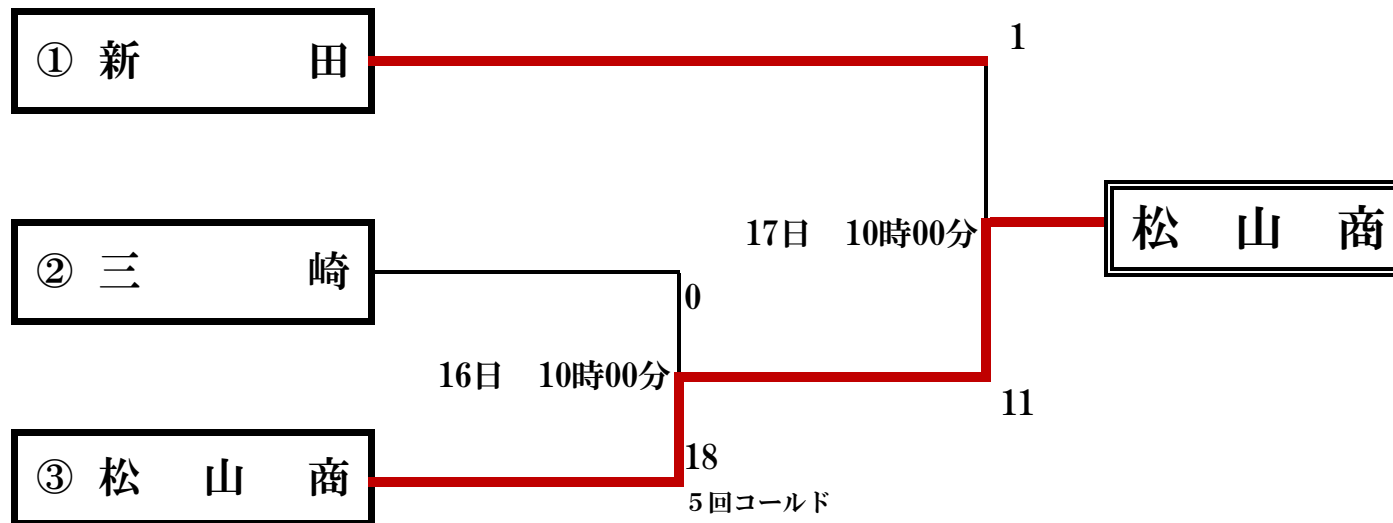 ① 新 田
1
17日 10時00分
松 山 商
② 三 崎
0
16日 10時00分
11
③ 松 山 商
18
５回コールド